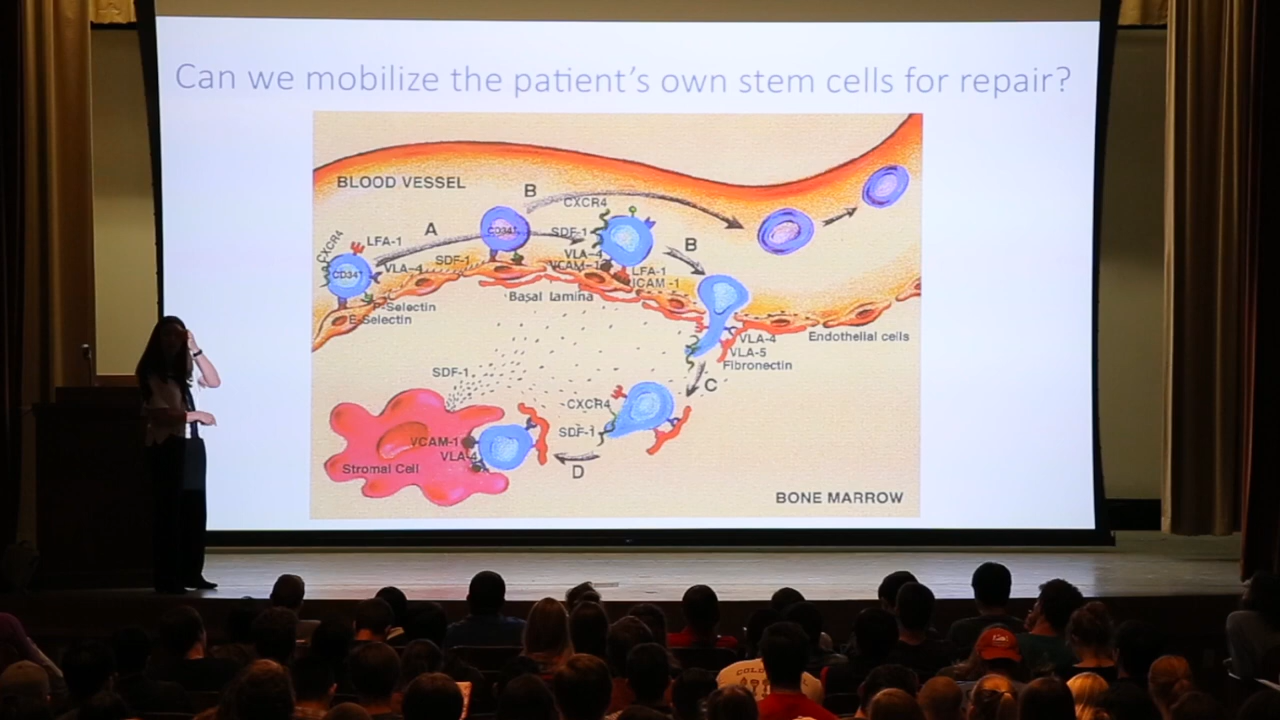 Can we mobilize the patient's own stem cells for repair?
BLOOD VESSEL
B
CXCR4
A
CD34+
SDF-1
B
CXCR4
LFA-1
VLA-4
VCAM-1
CD34+
VLA-4
SDF-1
LFA-1
ICAM-1
Basal Lamina
P-Selectin
E-Selectin
VLA-4
Endothelial cells
VLA-5
Fibronectin
SDF-1
C
CXCR4
SDF-1
VCAM-1
VLA-4
Stromal Cell
D
BONE MARROW